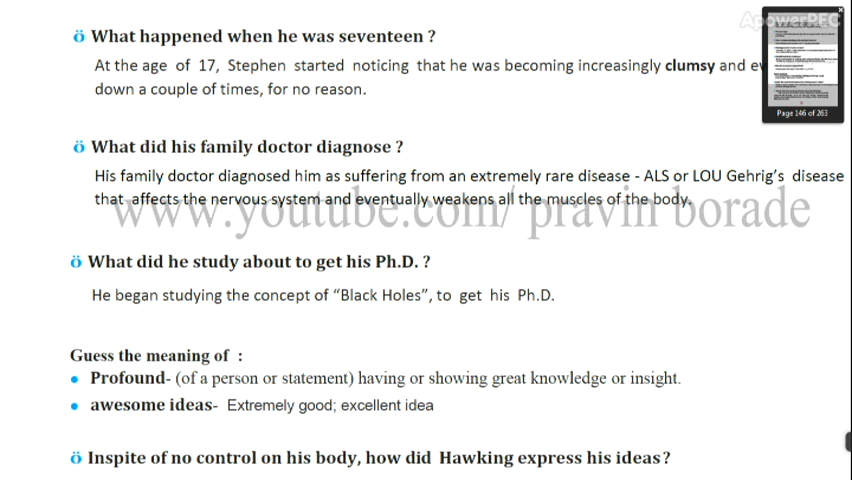 ApowerPEC
ö What happened when he was seventeen ?
At the age of 17, Stephen started noticing that he was becoming increasingly clumsy and
down a couple of times, for no reason.
Page 146 of 263
ö What did his family doctor diagnose ?
His family doctor diagnosed him as suffering from an extremely rare disease - ALS or LOU Gehrig's disease
that affects the nervous system and eventually weakens all the muscles of the body.
www.youtube.com/ pravin borade
ö What did he study about to get his Ph.D. ?
He began studying the concept of "Black Holes", to get his Ph.D.
Guess the meaning of :
• Profound- (of a person or statement) having or showing great knowledge or insight.
• awesome ideas- Extremely good; excellent idea
ö Inspite of no control on his body, how did Hawking express his ideas ?